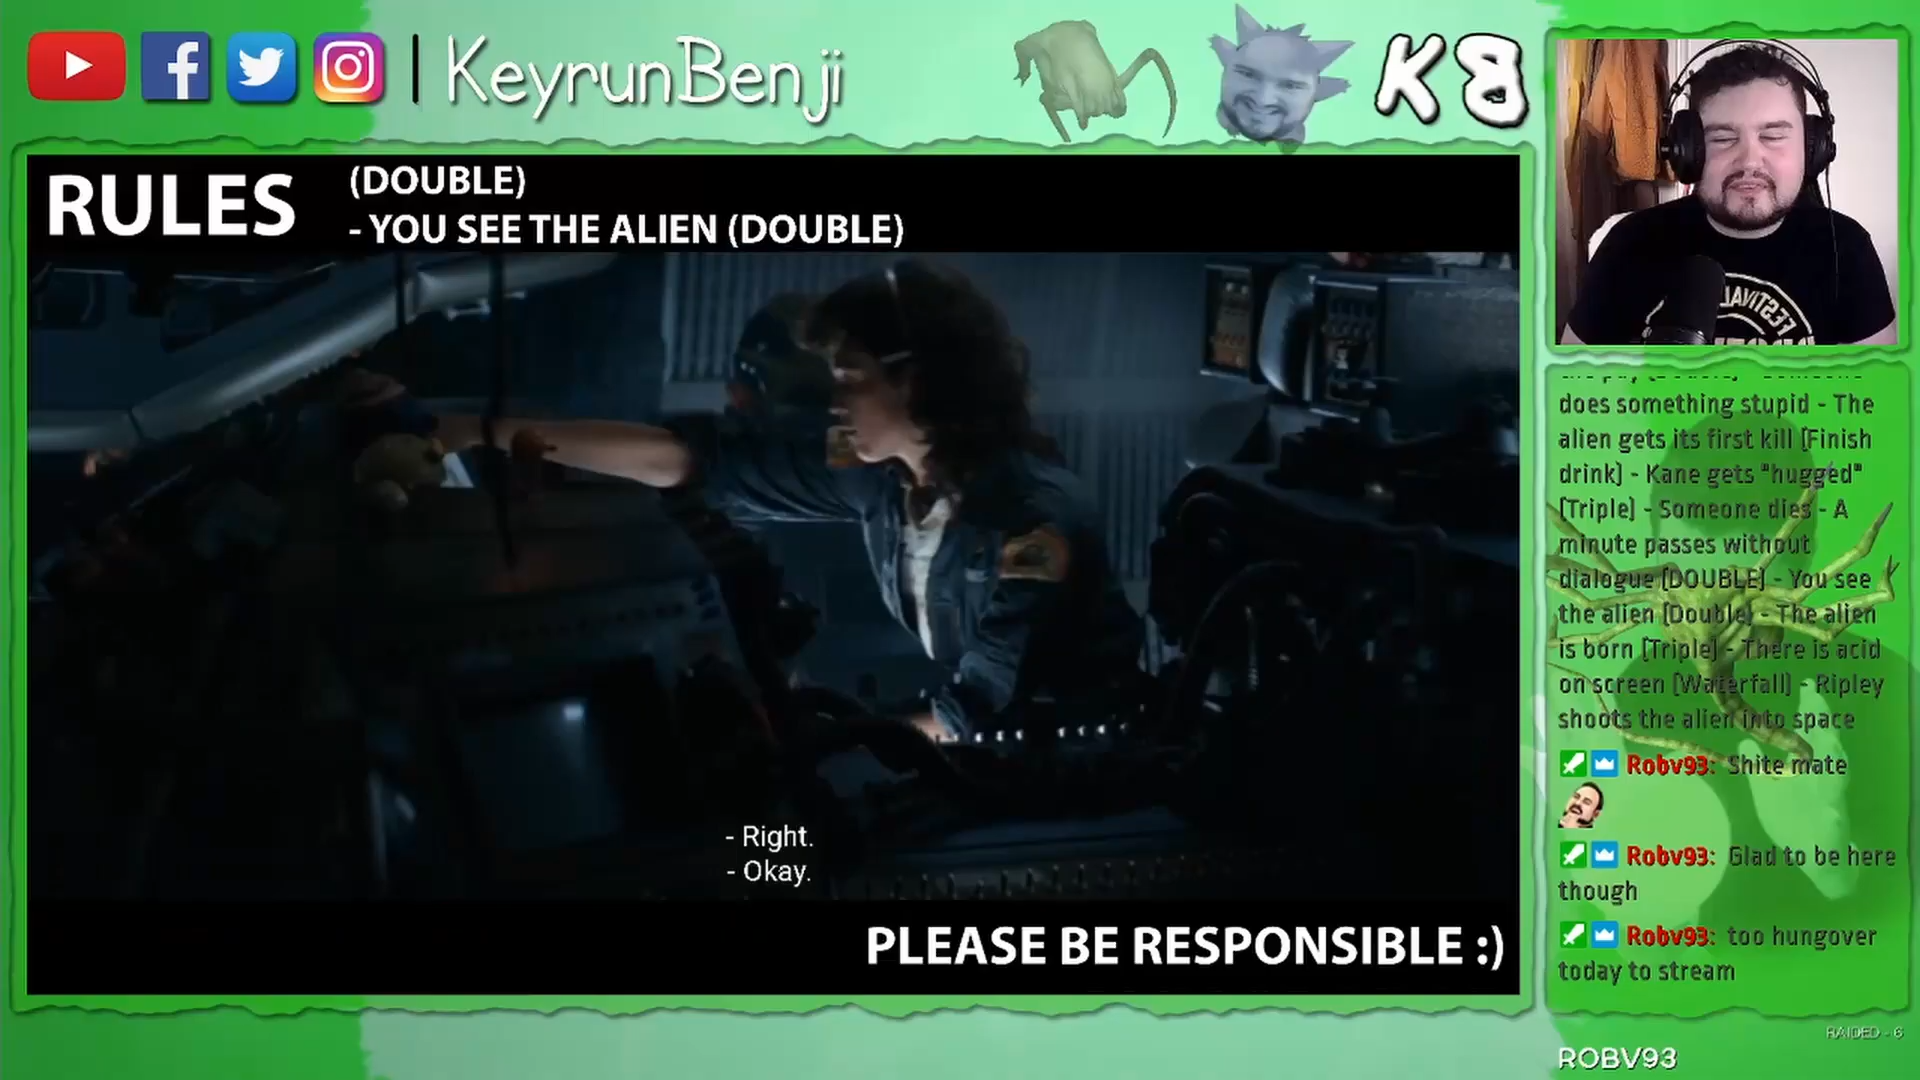 KeyrunBenji
K8
RULES
(DOUBLE)
- YOU SEE THE ALIEN (DOUBLE)
- Right.
- Okay.
PLEASE BE RESPONSIBLE :)
does something stupid - The
alien gets its first kill [Finish
drink] - Kane gets "hugged"
[Triple] - Someone dies - A
minute passes without
dialogue [DOUBLE] - You see
the alien [Double] - The alien
is born [Triple] - There is acid
on screen [Waterfall] - Ripley
shoots the alien into space
Robv93: Shite mate
Robv93: Glad to be here
though
Robv93: too hungover
today to stream
RAIDED - 6
ROBV93